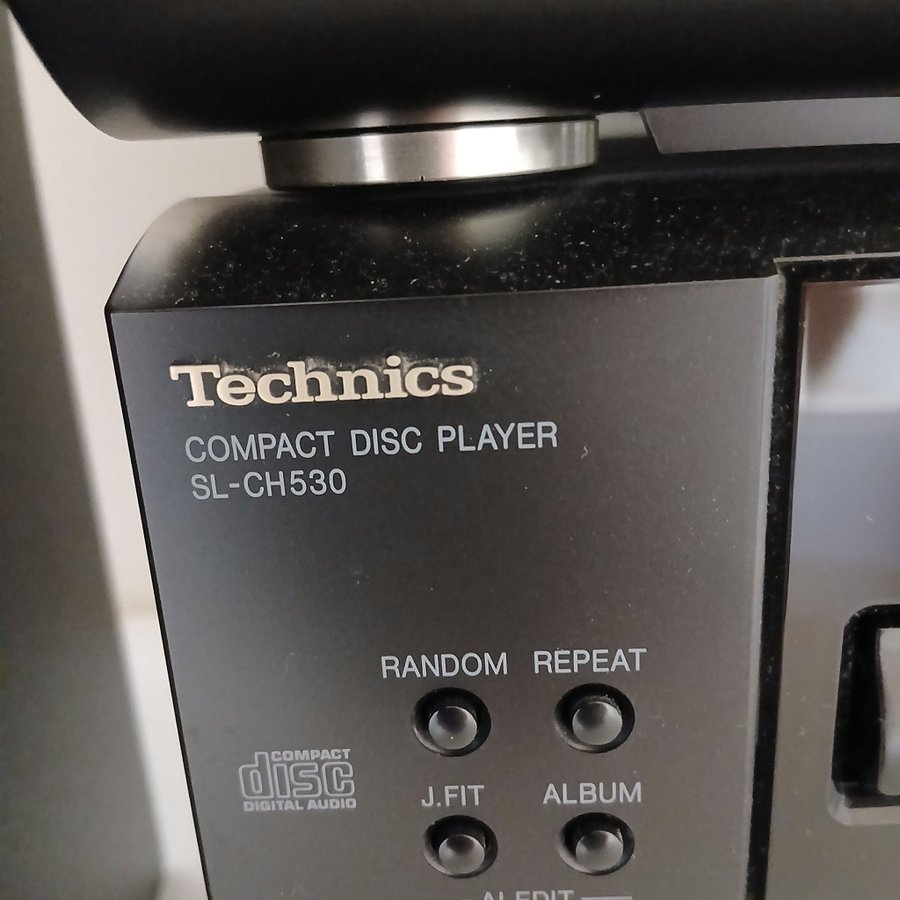 Technics
COMPACT DISC PLAYER
SL-CH530
RANDOM REPEAT
COMPACT
disc
DIGITAL AUDIO
J.FIT ALBUM